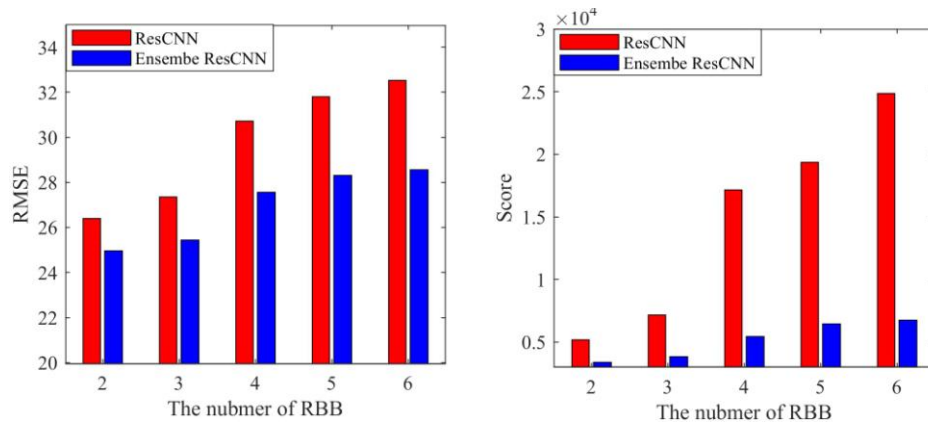 ResCNN
Ensembe ResCNN
34
32
30
28
26
24
22
20
RMSE
2 3 4 5 6
The nubmer of RBB
×10⁴
ResCNN
Ensembe ResCNN
3
2.5
2
1.5
1
0.5
Score
2 3 4 5 6
The nubmer of RBB